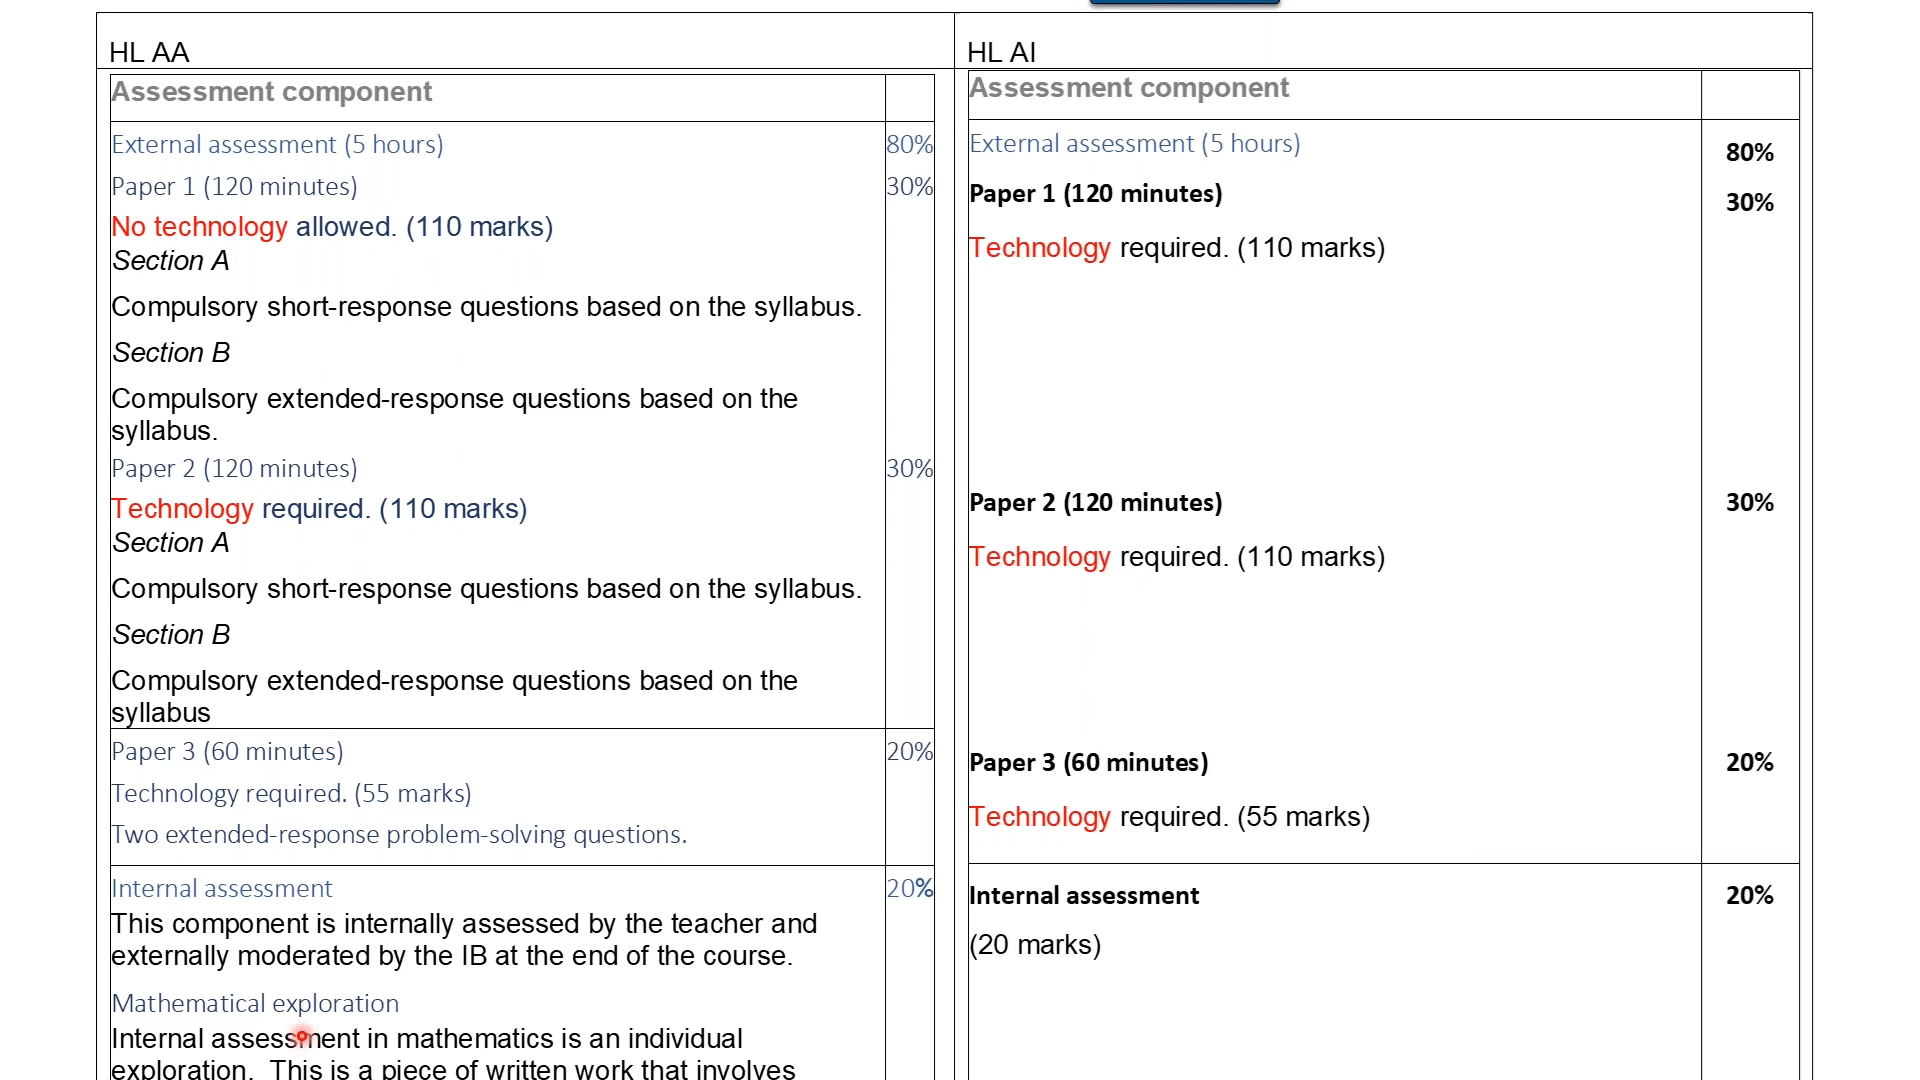 HL AA
Assessment component
External assessment (5 hours) 80%
Paper 1 (120 minutes) 30%
No technology allowed. (110 marks)
Section A
Compulsory short-response questions based on the syllabus.
Section B
Compulsory extended-response questions based on the
syllabus.
Paper 2 (120 minutes) 30%
Technology required. (110 marks)
Section A
Compulsory short-response questions based on the syllabus.
Section B
Compulsory extended-response questions based on the
syllabus
Paper 3 (60 minutes) 20%
Technology required. (55 marks)
Two extended-response problem-solving questions.
Internal assessment 20%
This component is internally assessed by the teacher and
externally moderated by the IB at the end of the course.
Mathematical exploration
Internal assessment in mathematics is an individual
exploration. This is a piece of written work that involves
HL AI
Assessment component
External assessment (5 hours) 80%
Paper 1 (120 minutes) 30%
Technology required. (110 marks)
Paper 2 (120 minutes) 30%
Technology required. (110 marks)
Paper 3 (60 minutes) 20%
Technology required. (55 marks)
Internal assessment 20%
(20 marks)